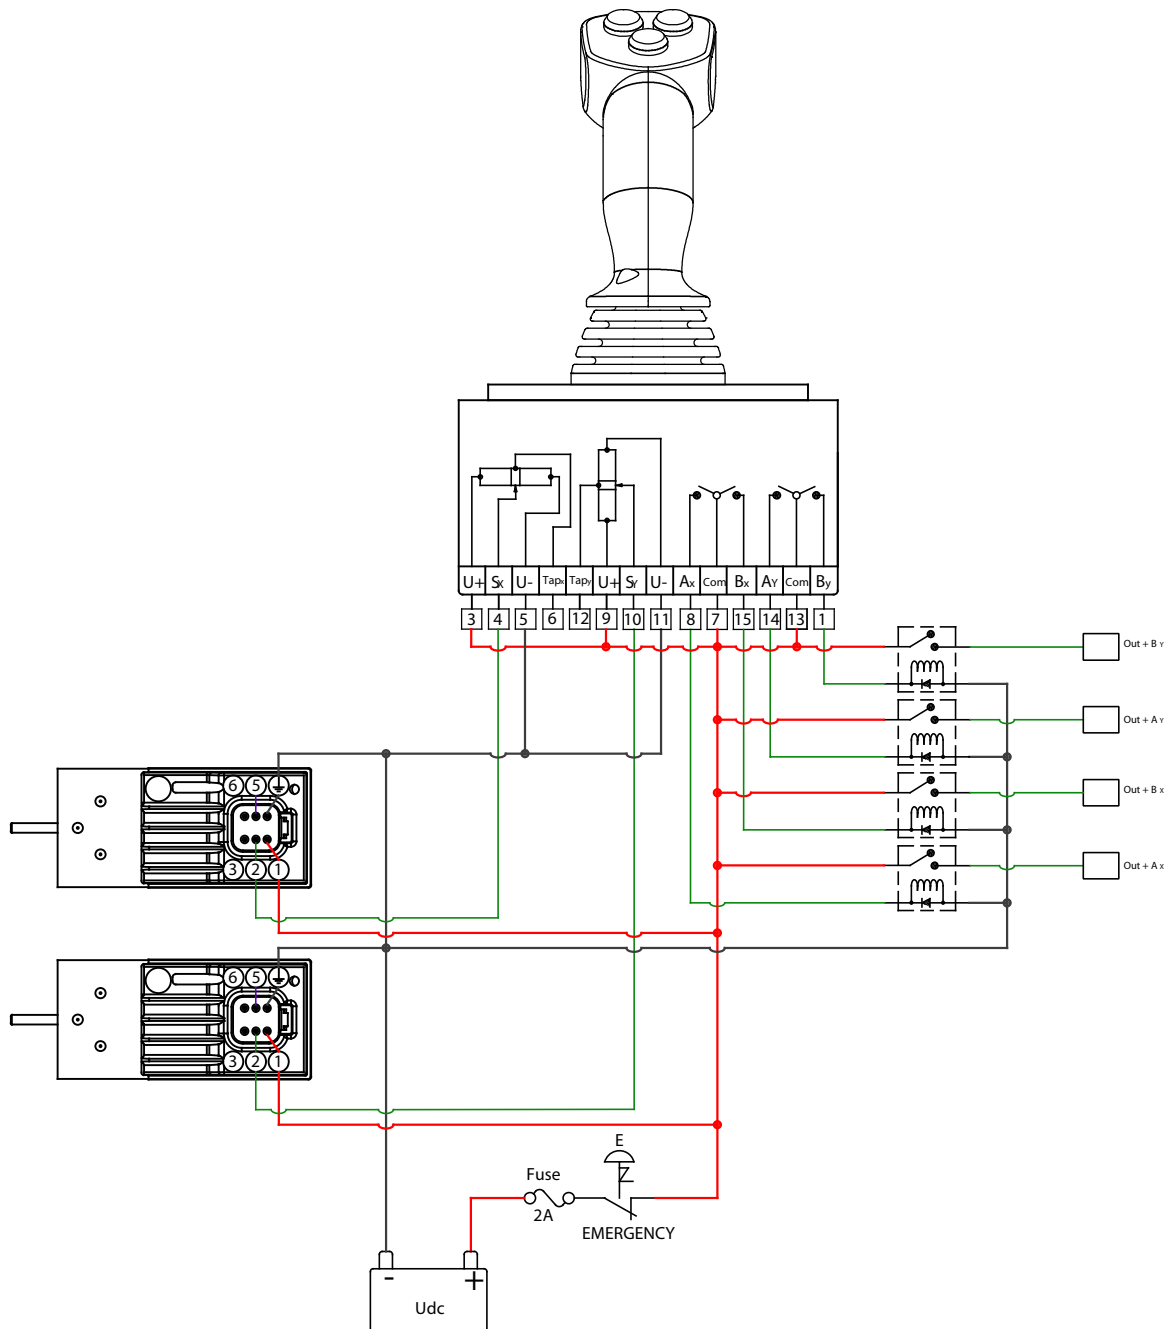 U+ Sx U- Tapx Tapy U+ SY U- Ax Com Bx AY Com By
3 4 5 6 12 9 10 11 8 7 15 14 13 1
Out + B Y
Out + A Y
Out + B X
Out + A X
6 5
3 2 1
6 5
3 2 1
E
Fuse
2A
EMERGENCY
- +
Udc